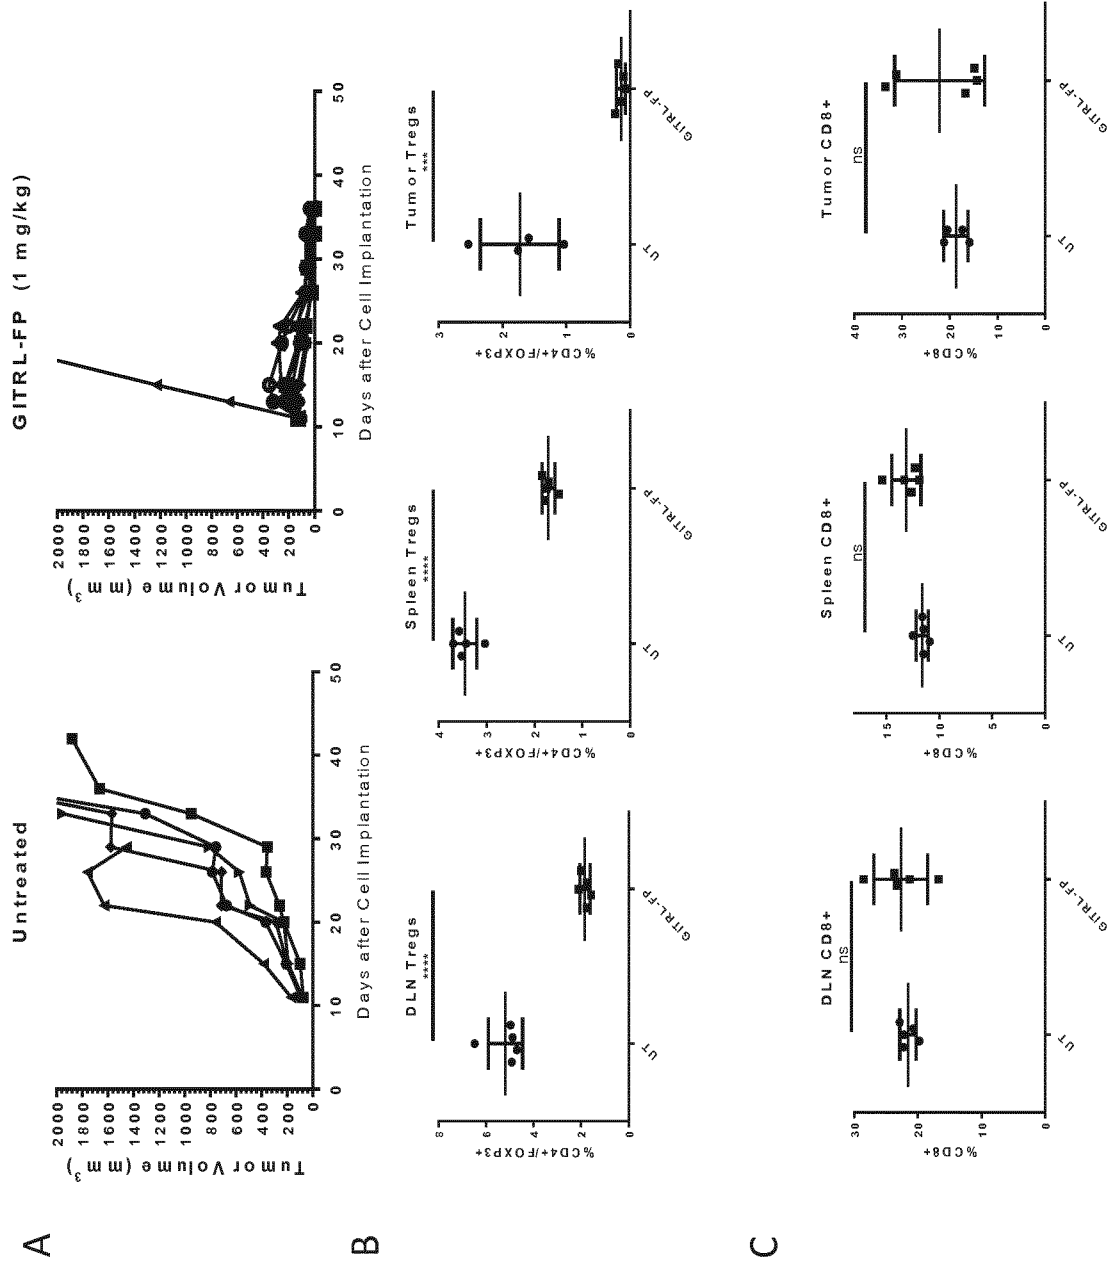 A
Untreated
Tumor Volume (mm³)
2000
1800
1600
1400
1200
1000
800
600
400
200
0
0
10
20
30
40
50
Days after Cell Implantation
GITRL-FP (1 mg/kg)
Tumor Volume (mm³)
2000
1800
1600
1400
1200
1000
800
600
400
200
0
0
10
20
30
40
50
Days after Cell Implantation
B
DLN Tregs
****
%CD4+/FOXP3+
8
6
4
2
0
UT
GITRL-FP
Spleen Tregs
****
%CD4+/FOXP3+
4
3
2
1
0
UT
GITRL-FP
Tumor Tregs
***
%CD4+/FOXP3+
3
2
1
0
UT
GITRL-FP
C
DLN CD8+
ns
%CD8+
30
20
10
0
UT
GITRL-FP
Spleen CD8+
ns
%CD8+
15
10
5
0
UT
GITRL-FP
Tumor CD8+
ns
%CD8+
40
30
20
10
0
UT
GITRL-FP